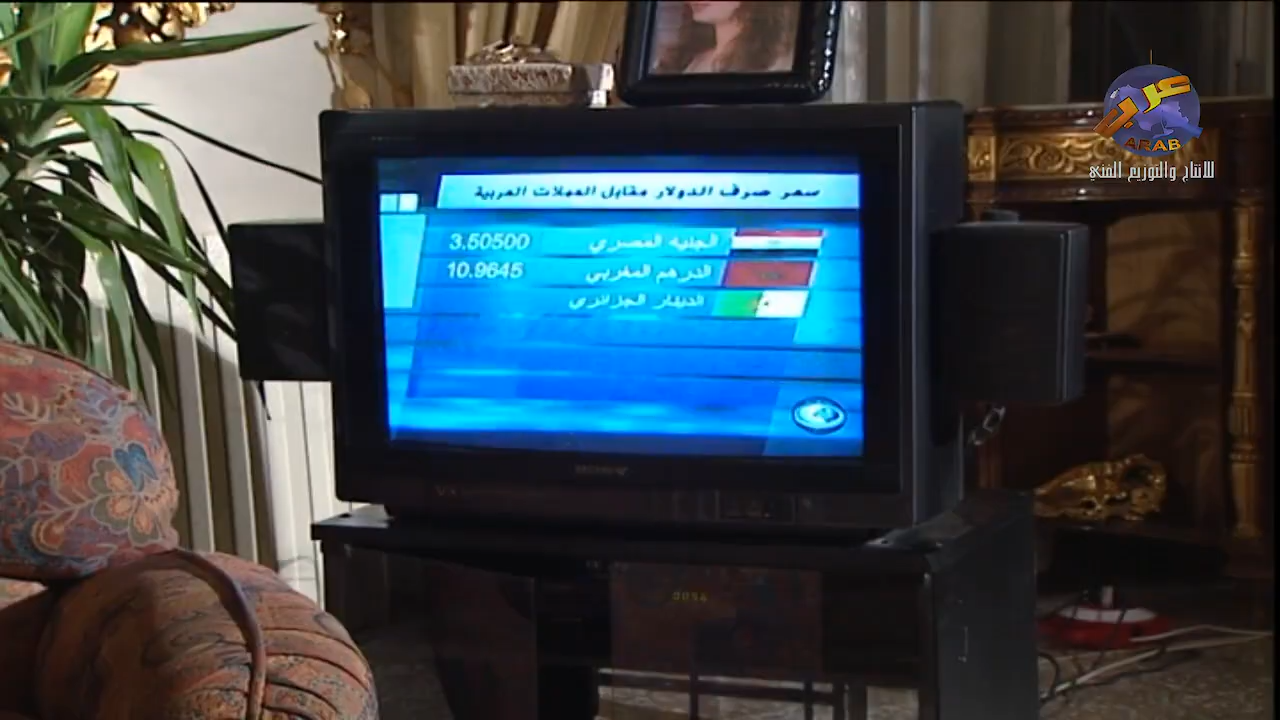 عرب
ARAB
للانتاج والتوزيع الفني
سعر صرف الدولار مقابل العملات العربية
الجنيه المصري 3.50500
الدرهم المغربي 10.9645
الدينار الجزائري